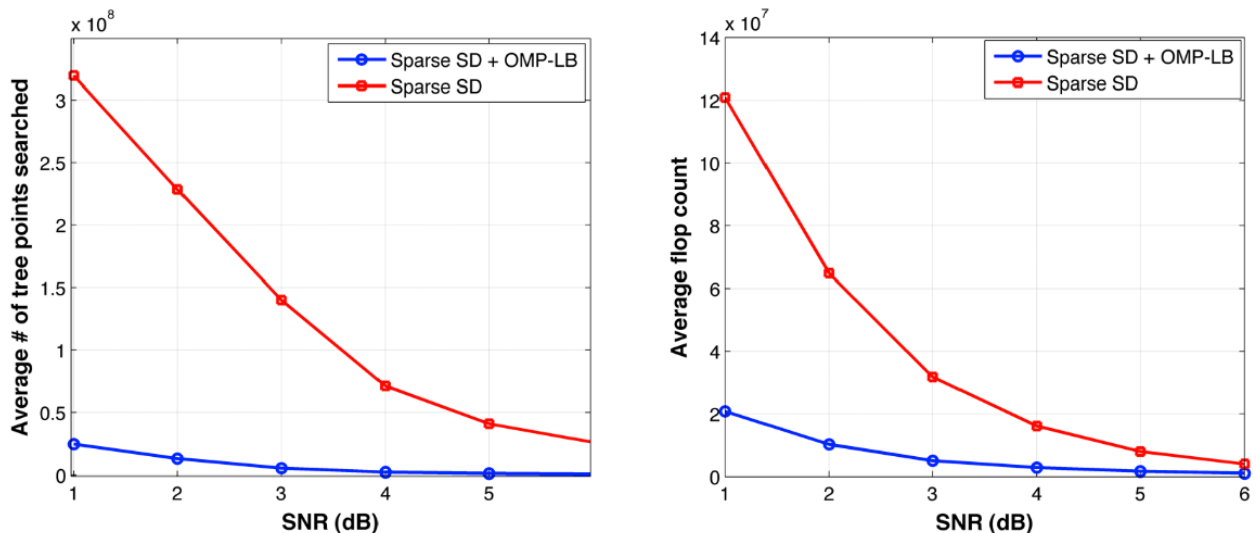 x 10^8
Average # of tree points searched
3
2.5
2
1.5
1
0.5
0
1 2 3 4 5
SNR (dB)
Sparse SD + OMP-LB
Sparse SD
x 10^7
Average flop count
14
12
10
8
6
4
2
0
1 2 3 4 5 6
SNR (dB)
Sparse SD + OMP-LB
Sparse SD